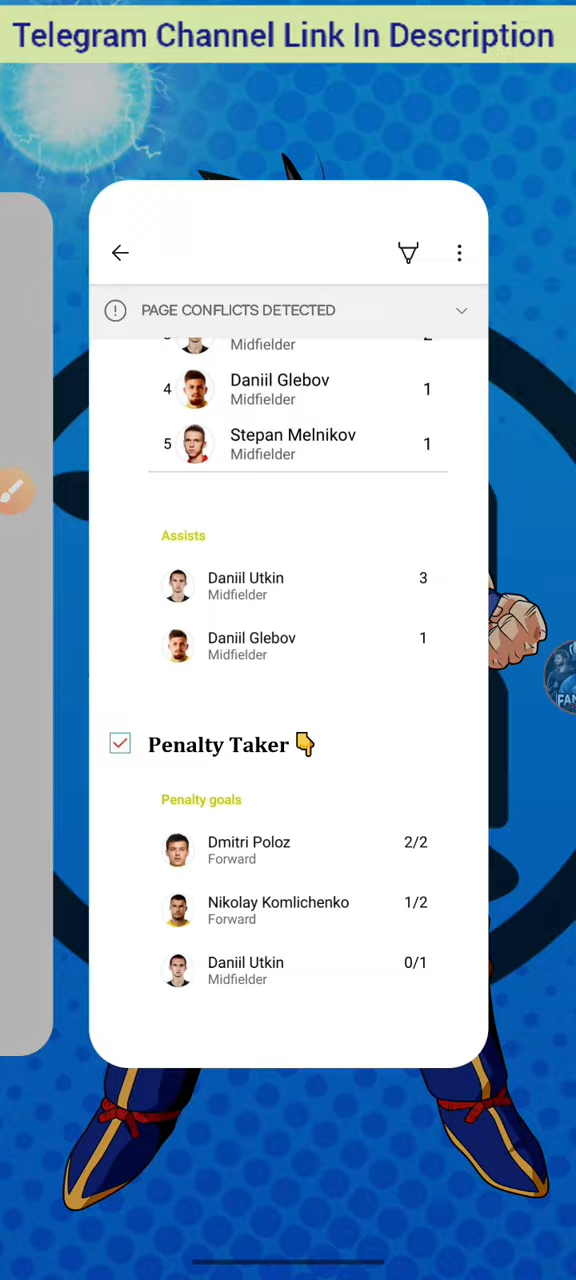 Telegram Channel Link In Description
PAGE CONFLICTS DETECTED
Midfielder
4 Daniil Glebov 1
Midfielder
5 Stepan Melnikov 1
Midfielder
Assists
Daniil Utkin 3
Midfielder
Daniil Glebov 1
Midfielder
Penalty Taker 👇
Penalty goals
Dmitri Poloz 2/2
Forward
Nikolay Komlichenko 1/2
Forward
Daniil Utkin 0/1
Midfielder
FAN